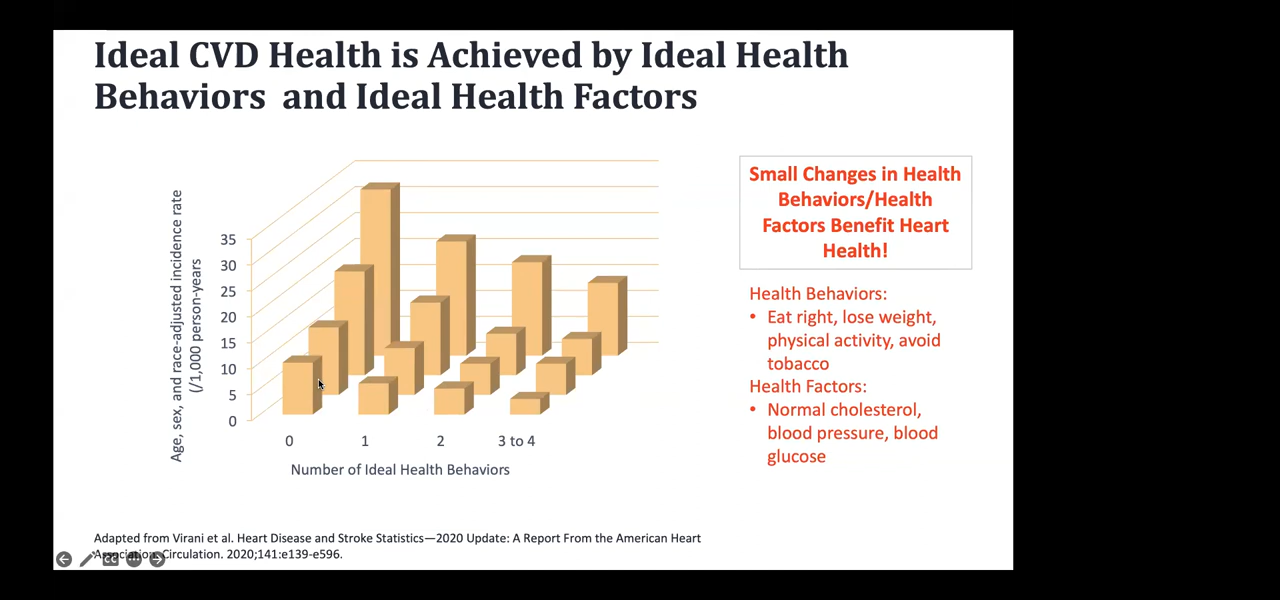 Ideal CVD Health is Achieved by Ideal Health
Behaviors and Ideal Health Factors
Age, sex, and race-adjusted incidence rate
(/1,000 person-years
35
30
25
20
15
10
5
0
0
1
2
3 to 4
Number of Ideal Health Behaviors
Small Changes in Health
Behaviors/Health
Factors Benefit Heart
Health!
Health Behaviors:
• Eat right, lose weight,
physical activity, avoid
tobacco
Health Factors:
• Normal cholesterol,
blood pressure, blood
glucose
Adapted from Virani et al. Heart Disease and Stroke Statistics—2020 Update: A Report From the American Heart
Association. Circulation. 2020;141:e139-e596.
CC